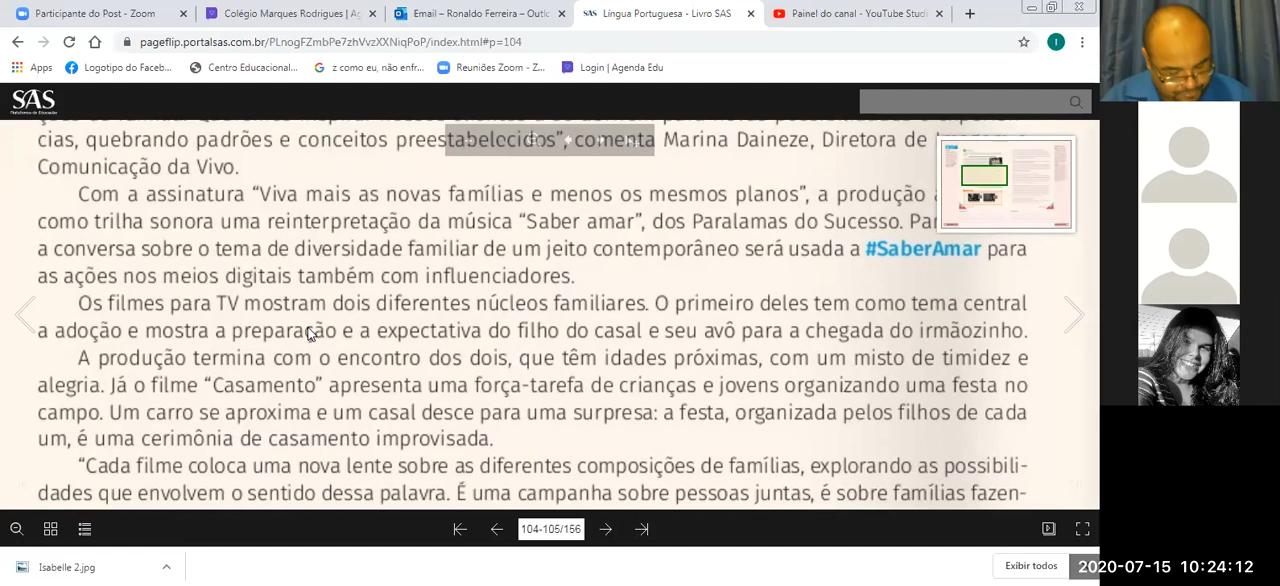 Participante do Post - Zoom
Colégio Marques Rodrigues | Ag
Email – Ronaldo Ferreira – Outlo
SAS Língua Portuguesa - Livro SAS
Painel do canal - YouTube Studi
pageflip.portalsas.com.br/PLnogFZmbPe7zhVvzXXNiqPoP/index.html#p=104
I
Apps
Logotipo do Faceb...
Centro Educacional...
z como eu, não enfr...
Reuniões Zoom - Z...
Login | Agenda Edu
SAS
Plataforma de Educação
cias, quebrando padrões e conceitos preestabelecidos”, comenta Marina Daineze, Diretora de
Comunicação da Vivo.
Com a assinatura “Viva mais as novas famílias e menos os mesmos planos”, a produção
como trilha sonora uma reinterpretação da música “Saber amar”, dos Paralamas do Sucesso.
a conversa sobre o tema de diversidade familiar de um jeito contemporâneo será usada a #SaberAmar para
as ações nos meios digitais também com influenciadores.
Os filmes para TV mostram dois diferentes núcleos familiares. O primeiro deles tem como tema central
a adoção e mostra a preparação e a expectativa do filho do casal e seu avô para a chegada do irmãozinho.
A produção termina com o encontro dos dois, que têm idades próximas, com um misto de timidez e
alegria. Já o filme “Casamento” apresenta uma força-tarefa de crianças e jovens organizando uma festa no
campo. Um carro se aproxima e um casal desce para uma surpresa: a festa, organizada pelos filhos de cada
um, é uma cerimônia de casamento improvisada.
“Cada filme coloca uma nova lente sobre as diferentes composições de famílias, explorando as possibili-
dades que envolvem o sentido dessa palavra. É uma campanha sobre pessoas juntas, é sobre famílias fazen-
104-105/156
Isabelle 2.jpg
Exibir todos
2020-07-15 10:24:12